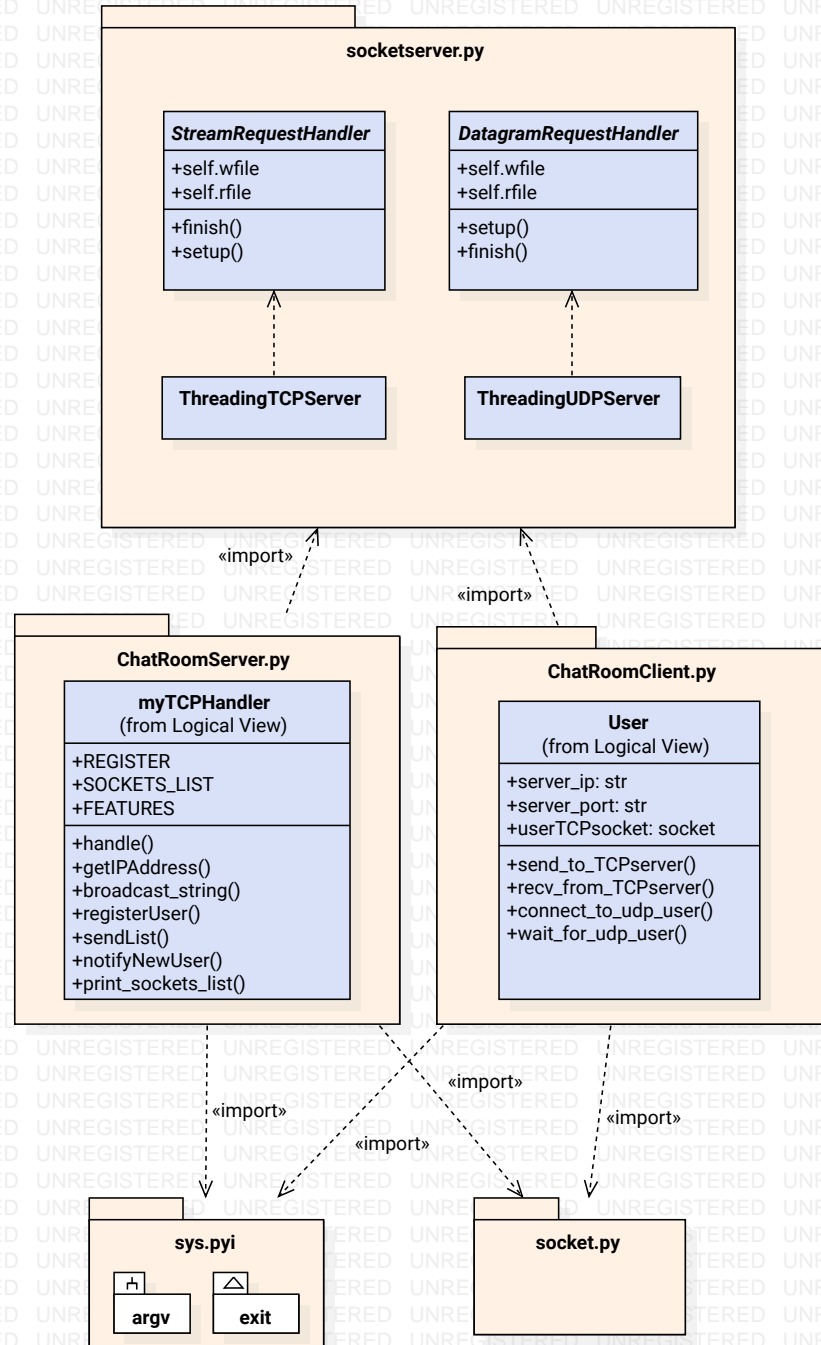 socketserver.py
StreamRequestHandler
+self.wfile
+self.rfile
+finish()
+setup()
DatagramRequestHandler
+self.wfile
+self.rfile
+setup()
+finish()
ThreadingTCPServer
ThreadingUDPServer
«import»
«import»
ChatRoomServer.py
myTCPHandler
(from Logical View)
+REGISTER
+SOCKETS_LIST
+FEATURES
+handle()
+getIPAddress()
+broadcast_string()
+registerUser()
+sendList()
+notifyNewUser()
+print_sockets_list()
ChatRoomClient.py
User
(from Logical View)
+server_ip: str
+server_port: str
+userTCPsocket: socket
+send_to_TCPserver()
+recv_from_TCPserver()
+connect_to_udp_user()
+wait_for_udp_user()
«import»
«import»
«import»
«import»
sys.pyi
argv
exit
socket.py
UNREGISTERED